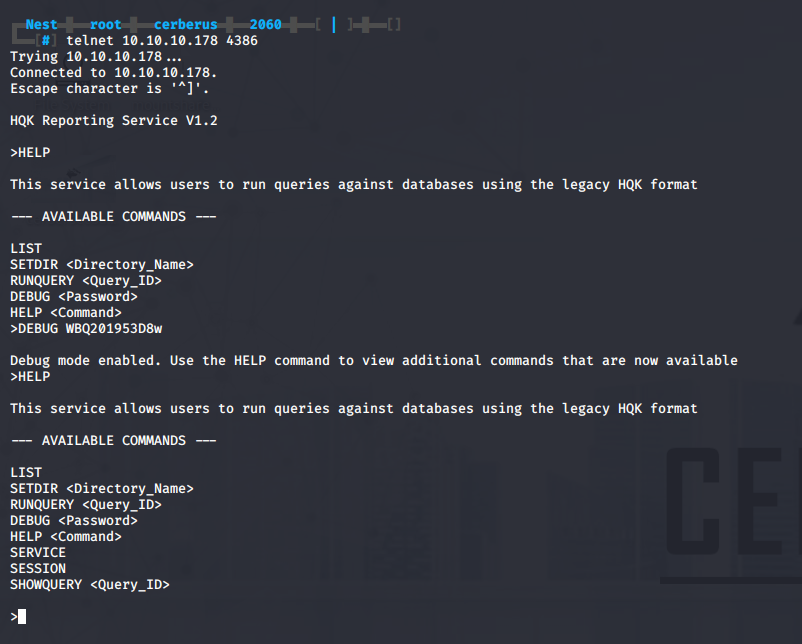 Nest root cerberus 2060 [ | ] []
[#] telnet 10.10.10.178 4386
Trying 10.10.10.178...
Connected to 10.10.10.178.
Escape character is '^]'.
HQK Reporting Service V1.2
>HELP
This service allows users to run queries against databases using the legacy HQK format
--- AVAILABLE COMMANDS ---
LIST
SETDIR <Directory_Name>
RUNQUERY <Query_ID>
DEBUG <Password>
HELP <Command>
>DEBUG WBQ201953D8w
Debug mode enabled. Use the HELP command to view additional commands that are now available
>HELP
This service allows users to run queries against databases using the legacy HQK format
--- AVAILABLE COMMANDS ---
LIST
SETDIR <Directory_Name>
RUNQUERY <Query_ID>
DEBUG <Password>
HELP <Command>
SERVICE
SESSION
SHOWQUERY <Query_ID>
>
CE